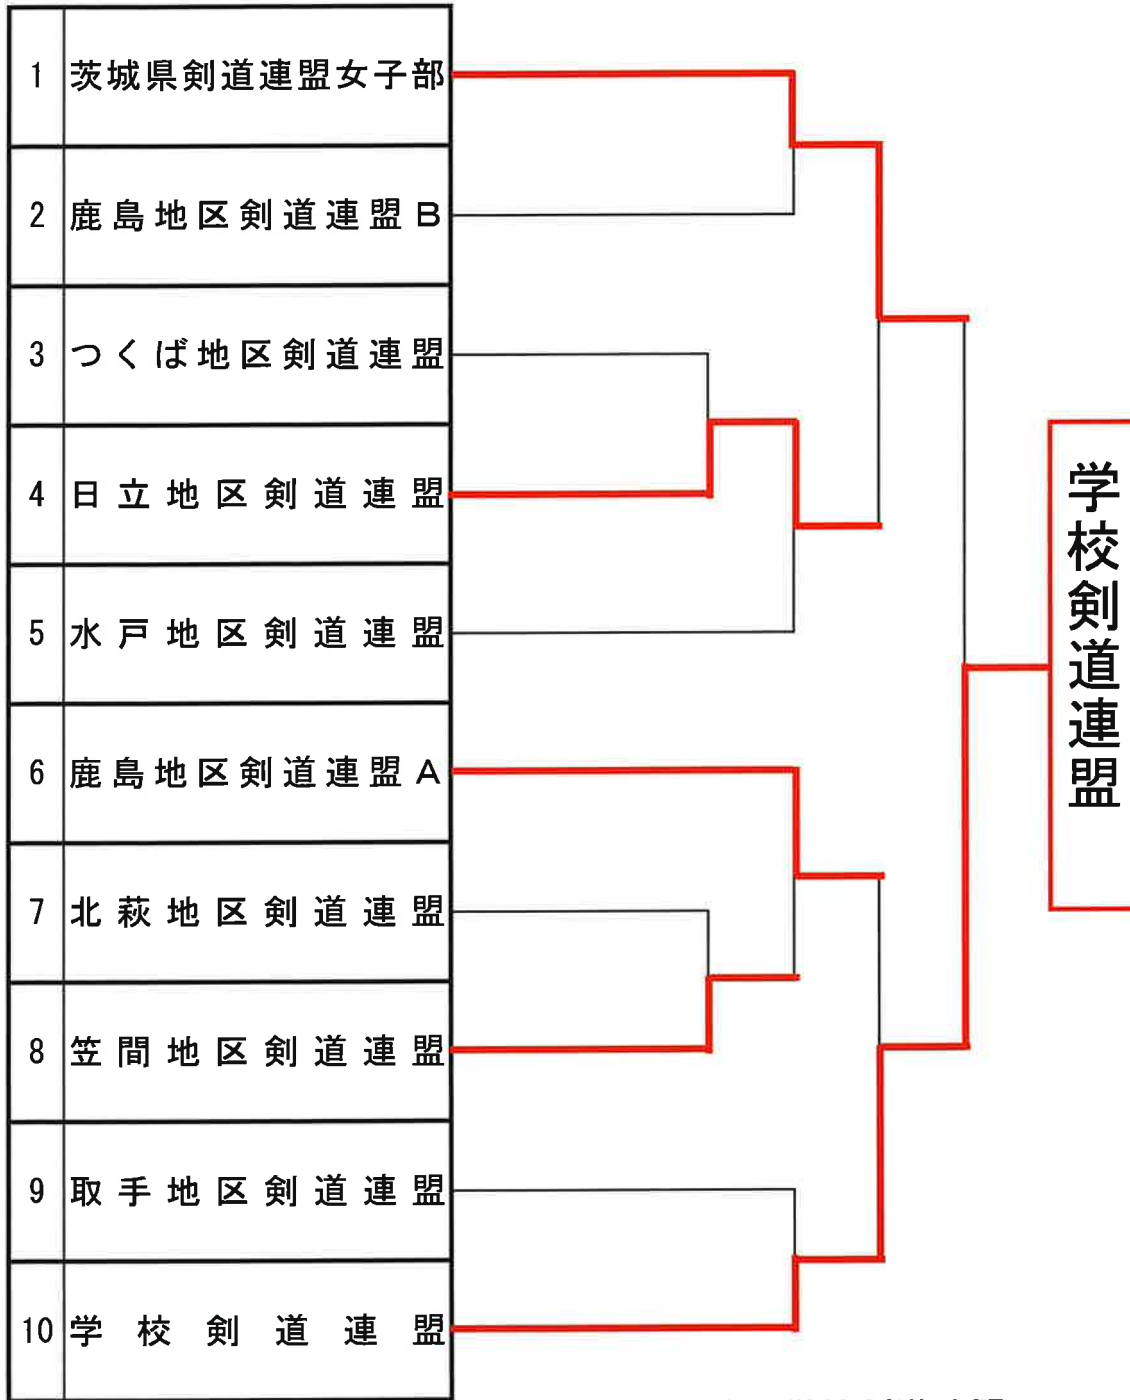 1 茨城県剣道連盟女子部
2 鹿島地区剣道連盟B
3 つくば地区剣道連盟
4 日立地区剣道連盟
5 水戸地区剣道連盟
6 鹿島地区剣道連盟A
7 北萩地区剣道連盟
8 笠間地区剣道連盟
9 取手地区剣道連盟
10 学校剣道連盟
学校剣道連盟